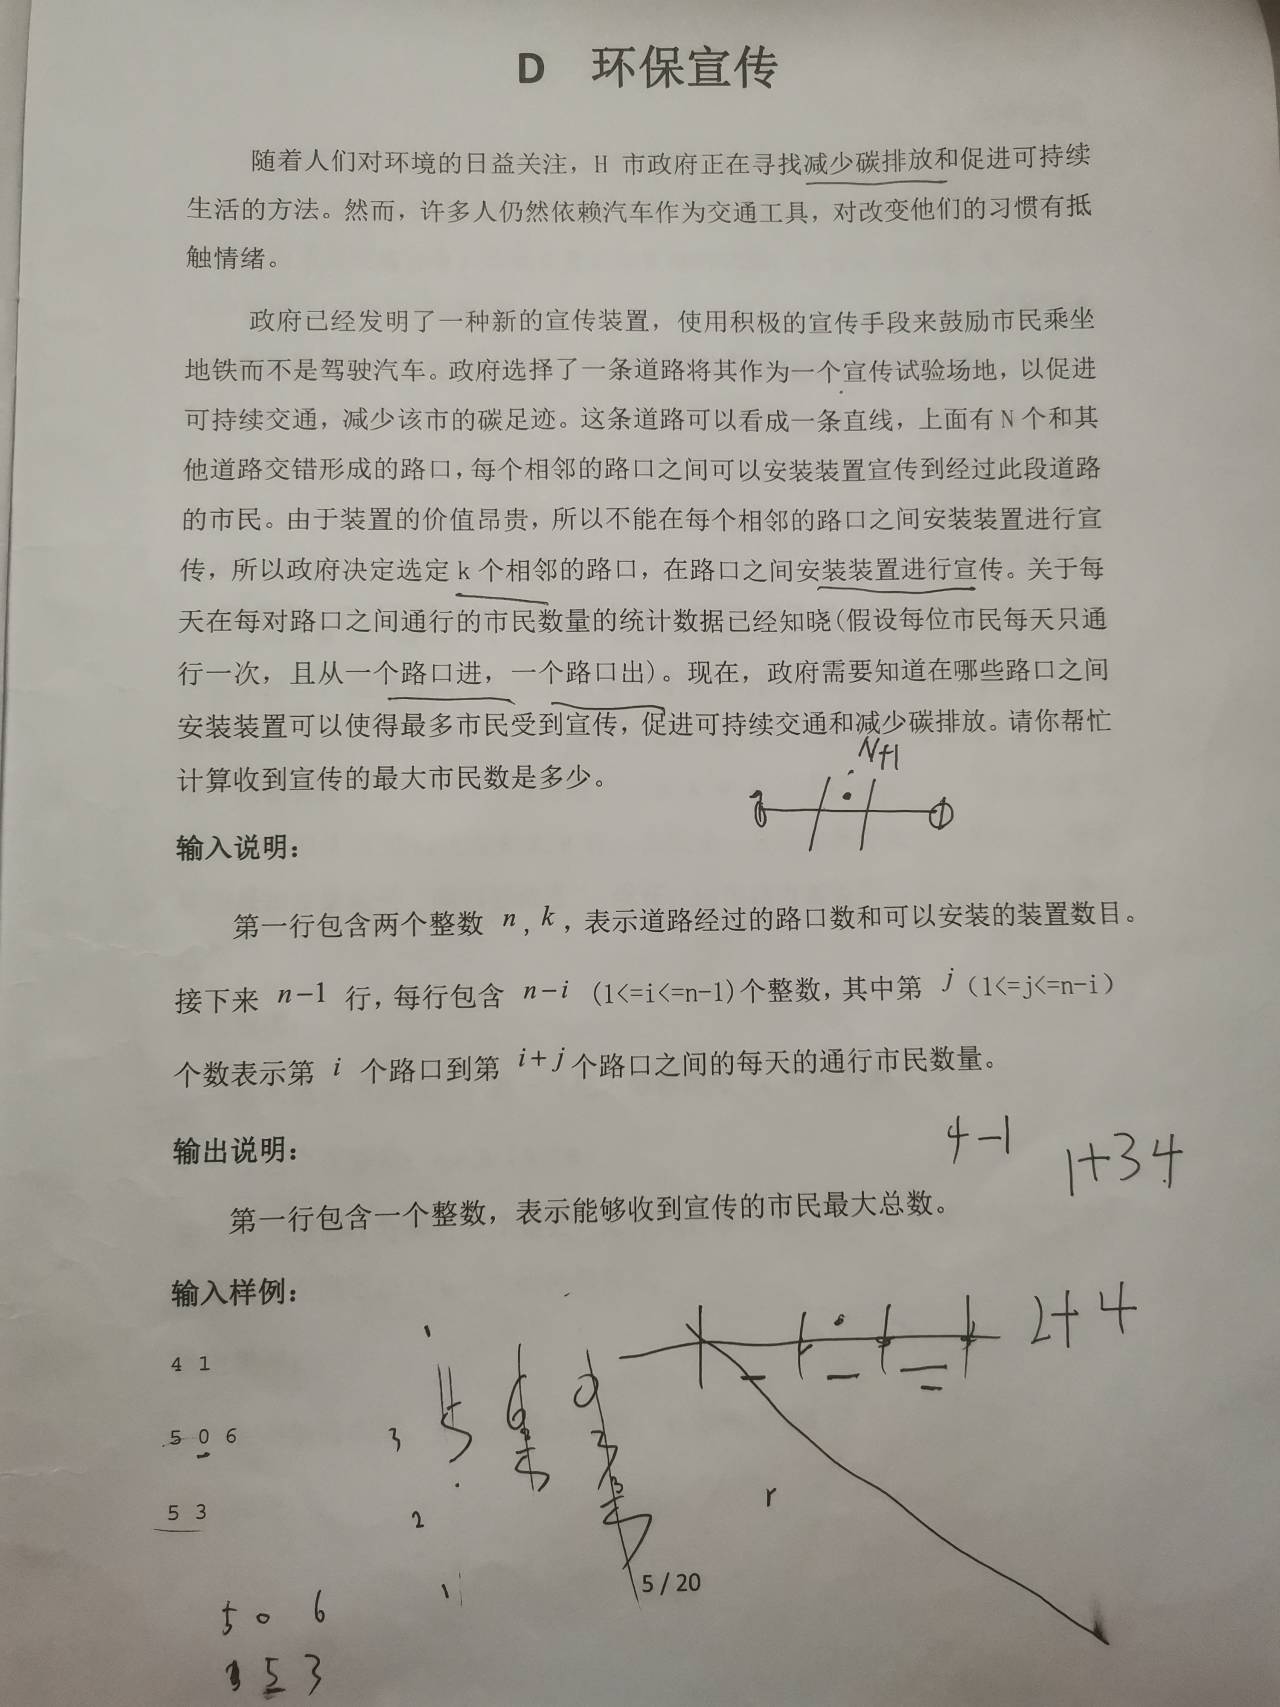 D 环保宣传
随着人们对环境的日益关注，H 市政府正在寻找减少碳排放和促进可持续
生活的方法。然而，许多人仍然依赖汽车作为交通工具，对改变他们的习惯有抵
触情绪。
政府已经发明了一种新的宣传装置，使用积极的宣传手段来鼓励市民乘坐
地铁而不是驾驶汽车。政府选择了一条道路将其作为一个宣传试验场地，以促进
可持续交通，减少该市的碳足迹。这条道路可以看成一条直线，上面有 N 个和其
他道路交错形成的路口，每个相邻的路口之间可以安装装置宣传到经过此段道路
的市民。由于装置的价值昂贵，所以不能在每个相邻的路口之间安装装置进行宣
传，所以政府决定选定 k 个相邻的路口，在路口之间安装装置进行宣传。关于每
天在每对路口之间通行的市民数量的统计数据已经知晓(假设每位市民每天只通
行一次，且从一个路口进，一个路口出)。现在，政府需要知道在哪些路口之间
安装装置可以使得最多市民受到宣传，促进可持续交通和减少碳排放。请你帮忙
计算收到宣传的最大市民数是多少。
N+1
输入说明：
第一行包含两个整数 n, k，表示道路经过的路口数和可以安装的装置数目。
接下来 n−1 行，每行包含 n−i (1<=i<=n-1)个整数，其中第 j (1<=j<=n-i)
个数表示第 i 个路口到第 i+j 个路口之间的每天的通行市民数量。
输出说明：
4-1
1+3 4
第一行包含一个整数，表示能够收到宣传的市民最大总数。
输入样例：
2+4
4 1
5 0 6
3
5 3
2
r
5 / 20
5 0 6
5 3